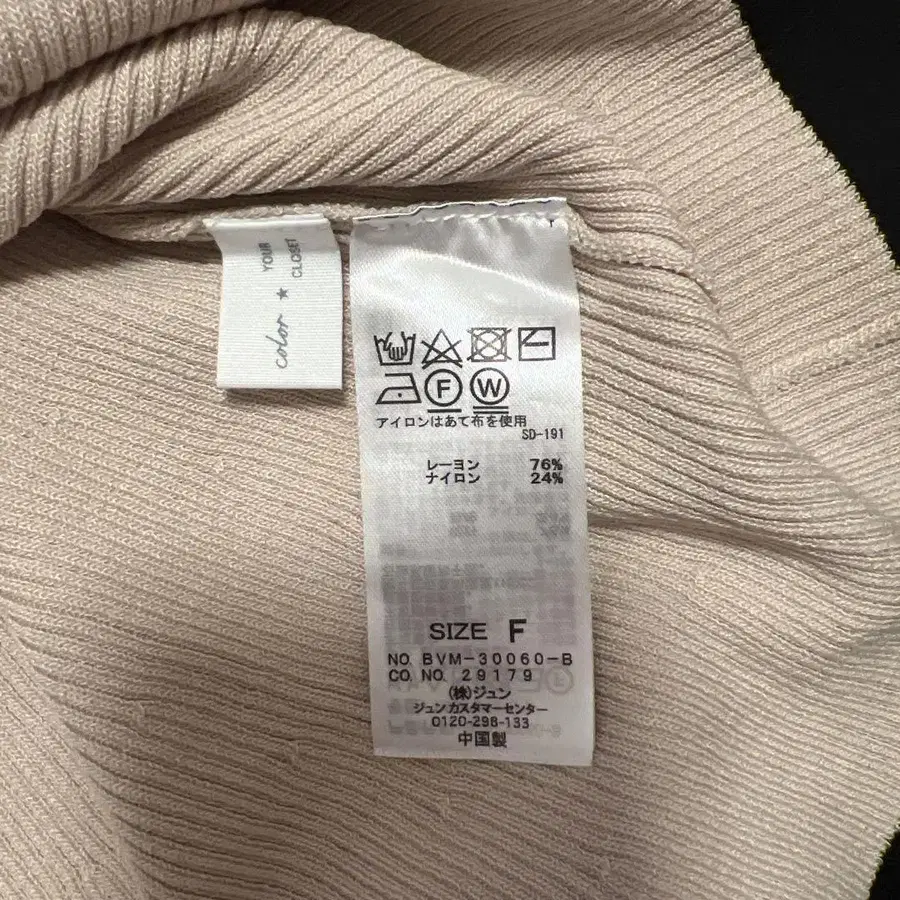 YOUR
CLOSET
color ★
F W
アイロンはあて布を使用
SD-191
レーヨン 76%
ナイロン 24%
SIZE F
NO. BVM-30060-B
CO. NO. 29179
(株)ジュン
ジュンカスタマーセンター
0120-298-133
中国製